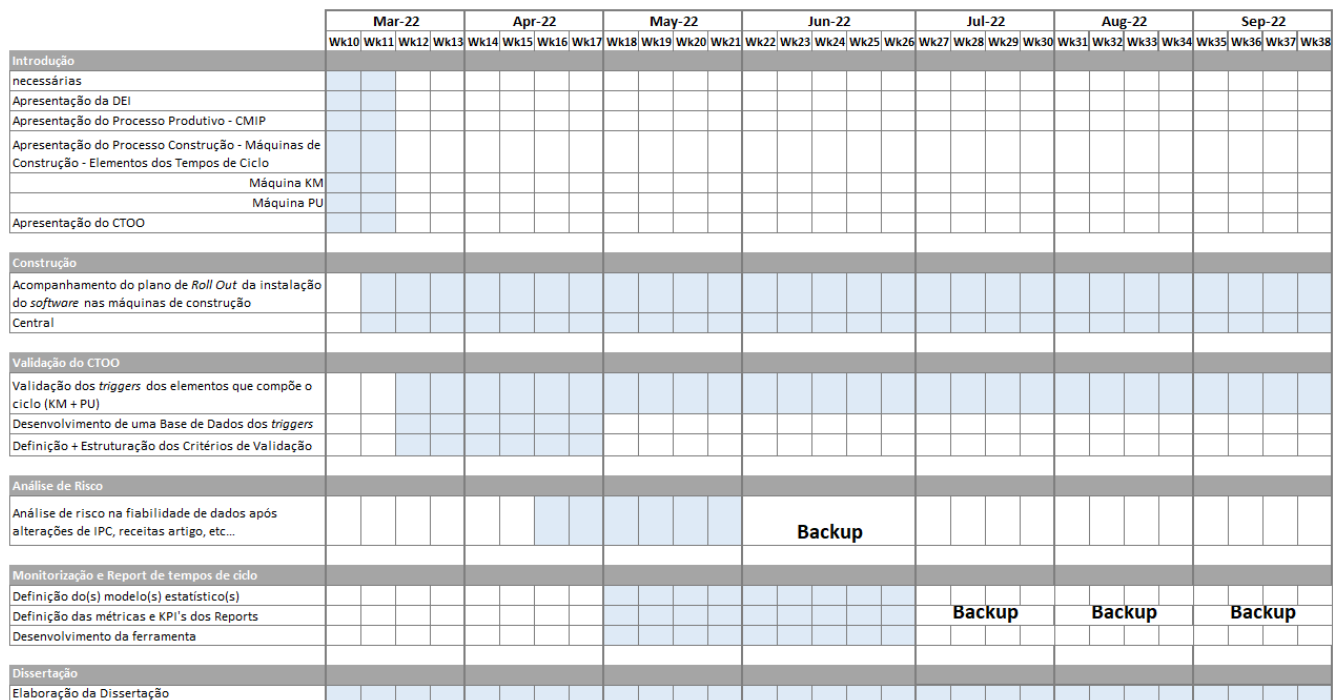 Mar-22 Apr-22 May-22 Jun-22 Jul-22 Aug-22 Sep-22
Wk10 Wk11 Wk12 Wk13 Wk14 Wk15 Wk16 Wk17 Wk18 Wk19 Wk20 Wk21 Wk22 Wk23 Wk24 Wk25 Wk26 Wk27 Wk28 Wk29 Wk30 Wk31 Wk32 Wk33 Wk34 Wk35 Wk36 Wk37 Wk38
Introdução
necessárias
Apresentação da DEI
Apresentação do Processo Produtivo - CMIP
Apresentação do Processo Construção - Máquinas de
Construção - Elementos dos Tempos de Ciclo
Máquina KM
Máquina PU
Apresentação do CTOO
Construção
Acompanhamento do plano de Roll Out da instalação
do software nas máquinas de construção
Central
Validação do CTOO
Validação dos triggers dos elementos que compõe o
ciclo (KM + PU)
Desenvolvimento de uma Base de Dados dos triggers
Definição + Estruturação dos Critérios de Validação
Análise de Risco
Análise de risco na fiabilidade de dados após
alterações de IPC, receitas artigo, etc...
Backup
Monitorização e Report de tempos de ciclo
Definição do(s) modelo(s) estatístico(s)
Definição das métricas e KPI's dos Reports
Backup Backup Backup
Desenvolvimento da ferramenta
Dissertação
Elaboração da Dissertação